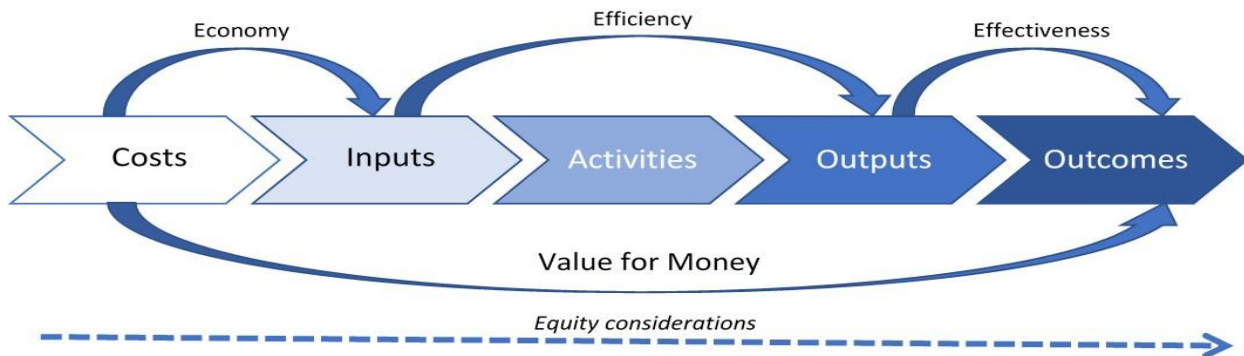 Economy
Efficiency
Effectiveness
Costs
Inputs
Activities
Outputs
Outcomes
Value for Money
Equity considerations